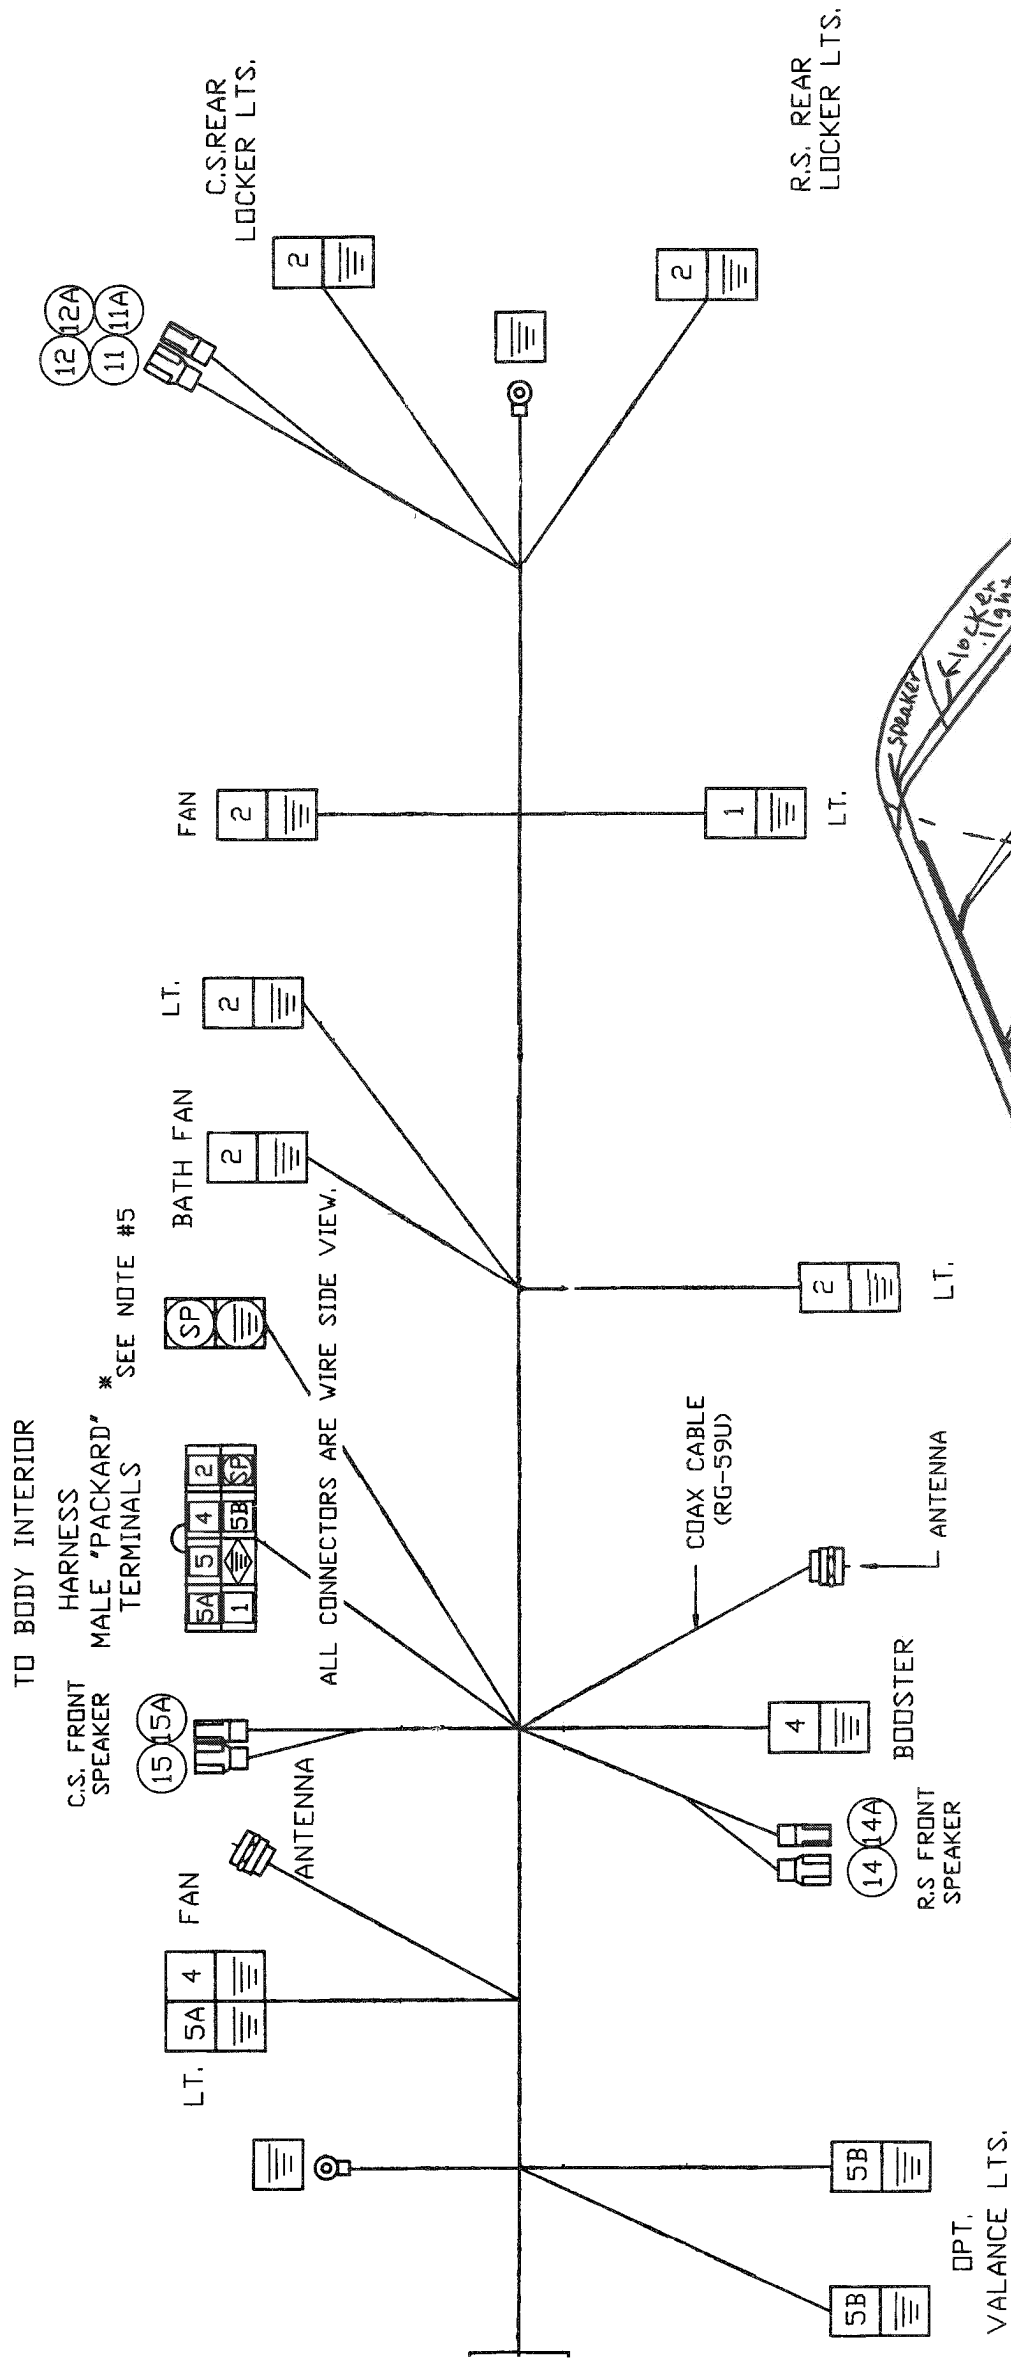 TO BODY INTERIOR
HARNESS
MALE "PACKARD" *
TERMINALS
SEE NOTE #5
5A 5 4 2
1 5B SP
SP
ALL CONNECTORS ARE WIRE SIDE VIEW.
OPT.
VALANCE LTS.
5B
5B
LT.
FAN
5A 4
ANTENNA
C.S. FRONT
SPEAKER
15 15A
R.S FRONT
SPEAKER
14 14A
BOOSTER
4
COAX CABLE
(RG-59U)
ANTENNA
BATH FAN
2
LT.
2
LT.
2
FAN
2
LT.
1
12 12A
11 11A
C.S.REAR
LOCKER LTS.
2
R.S. REAR
LOCKER LTS.
2
speaker
locker
light